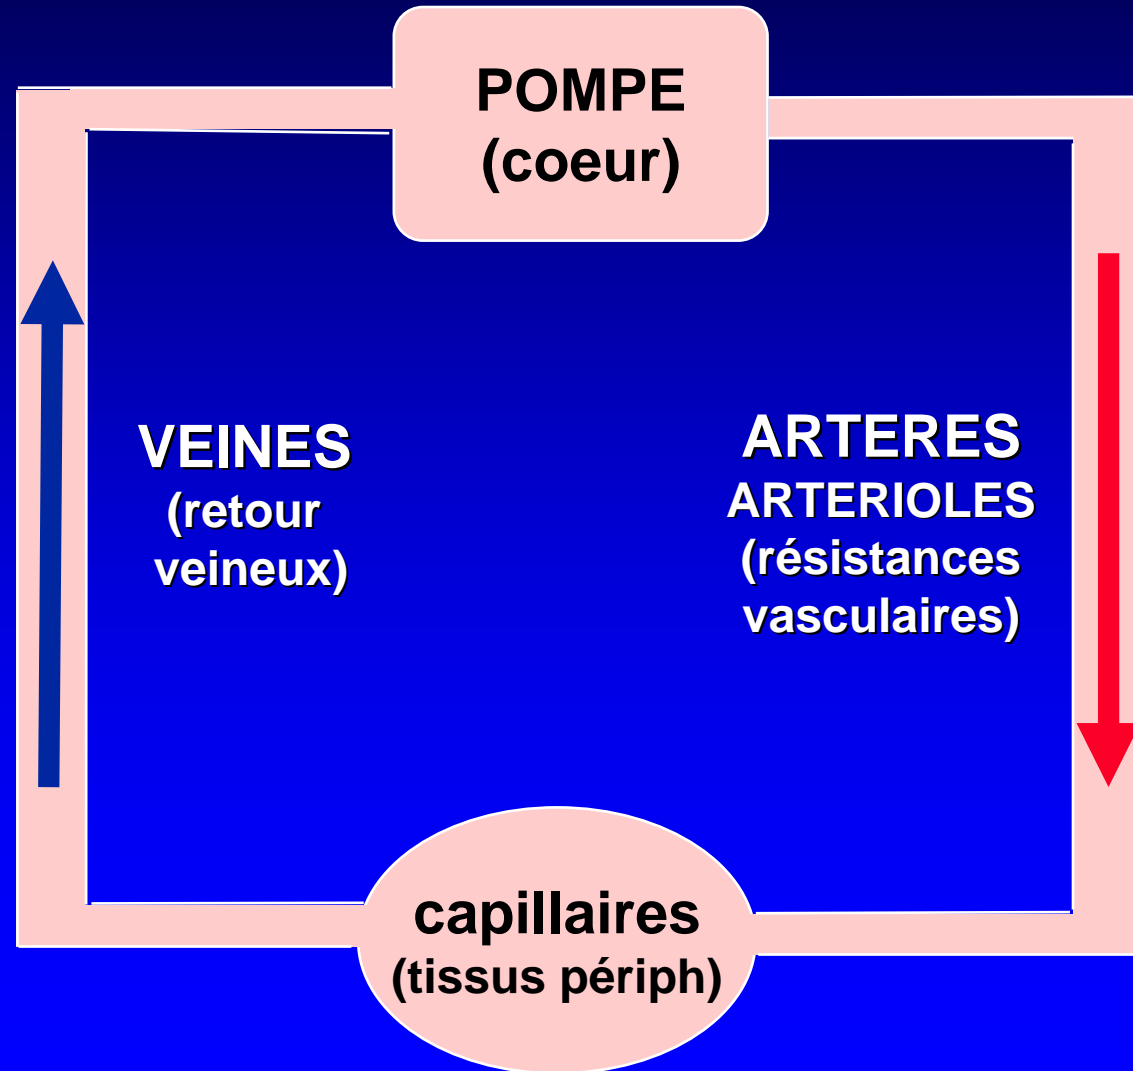 POMPE
(coeur)
VEINES
(retour
veineux)
ARTERES
ARTERIOLES
(résistances
vasculaires)
capillaires
(tissus périph)